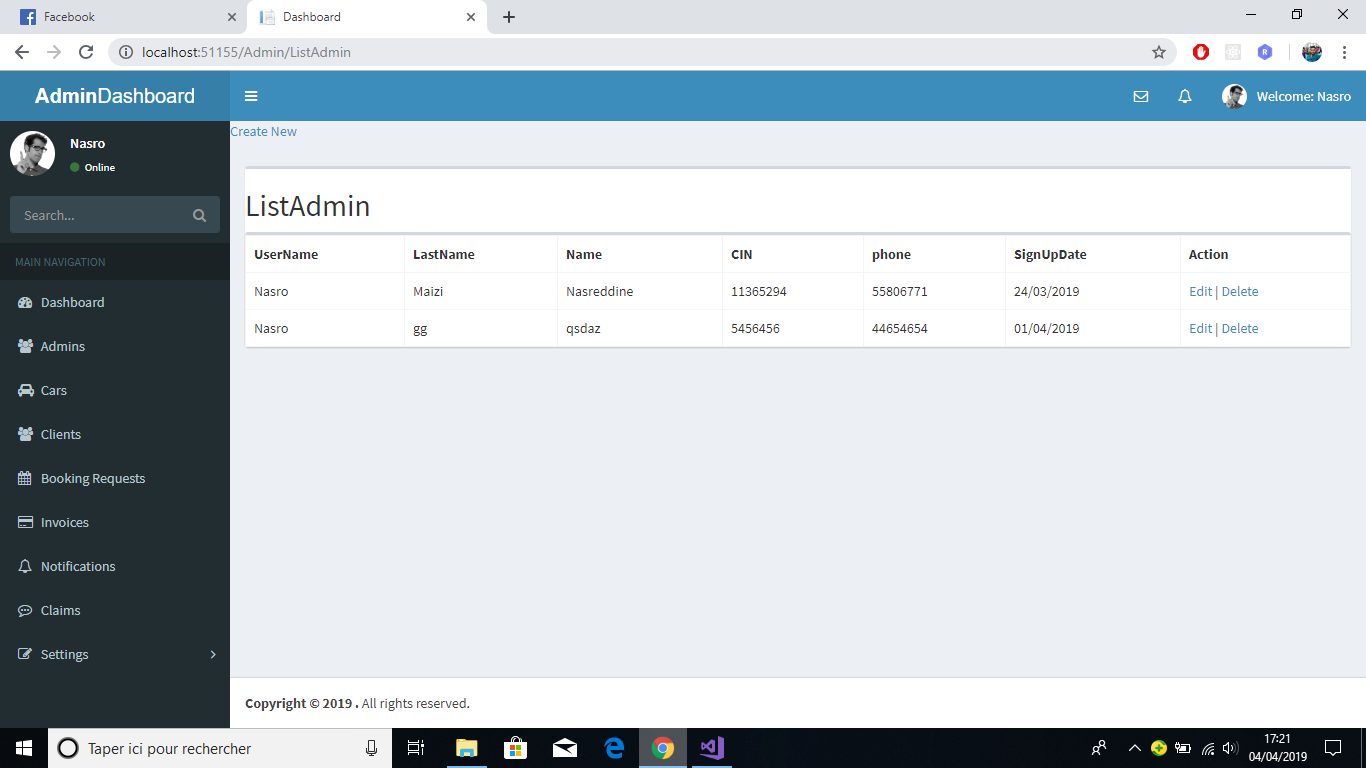 Facebook
Dashboard
localhost:51155/Admin/ListAdmin
AdminDashboard
Welcome: Nasro
Nasro
Online
Search...
MAIN NAVIGATION
Dashboard
Admins
Cars
Clients
Booking Requests
Invoices
Notifications
Claims
Settings
Create New
ListAdmin
UserName LastName Name CIN phone SignUpDate Action
Nasro Maizi Nasreddine 11365294 55806771 24/03/2019 Edit | Delete
Nasro gg qsdaz 5456456 44654654 01/04/2019 Edit | Delete
Copyright © 2019 . All rights reserved.
Taper ici pour rechercher
17:21
04/04/2019